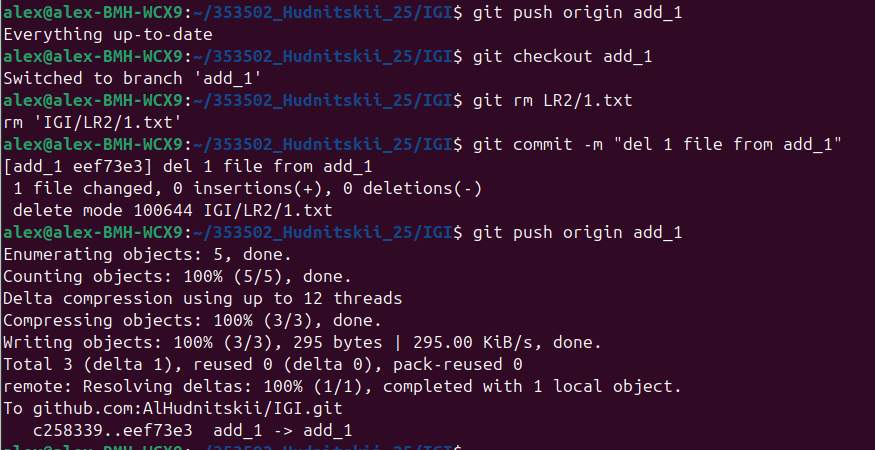 alex@alex-BMH-WCX9:~/353502_Hudnitskii_25/IGI$ git push origin add_1
Everything up-to-date
alex@alex-BMH-WCX9:~/353502_Hudnitskii_25/IGI$ git checkout add_1
Switched to branch 'add_1'
alex@alex-BMH-WCX9:~/353502_Hudnitskii_25/IGI$ git rm LR2/1.txt
rm 'IGI/LR2/1.txt'
alex@alex-BMH-WCX9:~/353502_Hudnitskii_25/IGI$ git commit -m "del 1 file from add_1"
[add_1 eef73e3] del 1 file from add_1
 1 file changed, 0 insertions(+), 0 deletions(-)
 delete mode 100644 IGI/LR2/1.txt
alex@alex-BMH-WCX9:~/353502_Hudnitskii_25/IGI$ git push origin add_1
Enumerating objects: 5, done.
Counting objects: 100% (5/5), done.
Delta compression using up to 12 threads
Compressing objects: 100% (3/3), done.
Writing objects: 100% (3/3), 295 bytes | 295.00 KiB/s, done.
Total 3 (delta 1), reused 0 (delta 0), pack-reused 0
remote: Resolving deltas: 100% (1/1), completed with 1 local object.
To github.com:AlHudnitskii/IGI.git
   c258339..eef73e3  add_1 -> add_1
alex@alex-BMH-WCX9:~/353502_Hudnitskii_25/IGI$